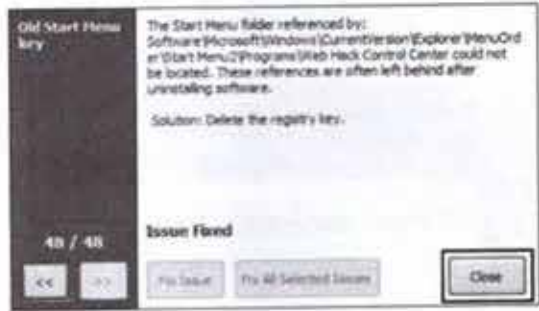 Old Start Menu
key
The Start Menu folder referenced by:
Software\Microsoft\Windows\CurrentVersion\Explorer\MenuOrd
er\Start Menu2\Programs\Web Hack Control Center could not
be located. These references are often left behind after
uninstalling software.
Solution: Delete the registry key.
Issue Fixed
48 / 48
<<
>>
Fix Issue
Fix All Selected Issues
Close